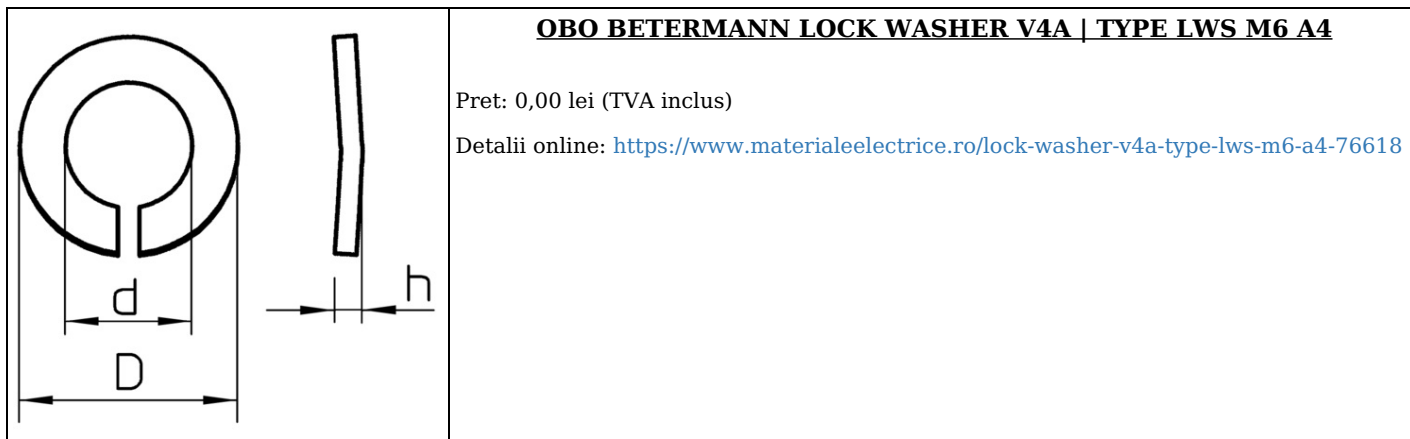 OBO BETERMANN LOCK WASHER V4A | TYPE LWS M6 A4
Pret: 0,00 lei (TVA inclus)
Detalii online: https://www.materialeelectrice.ro/lock-washer-v4a-type-lws-m6-a4-76618
d
h
D